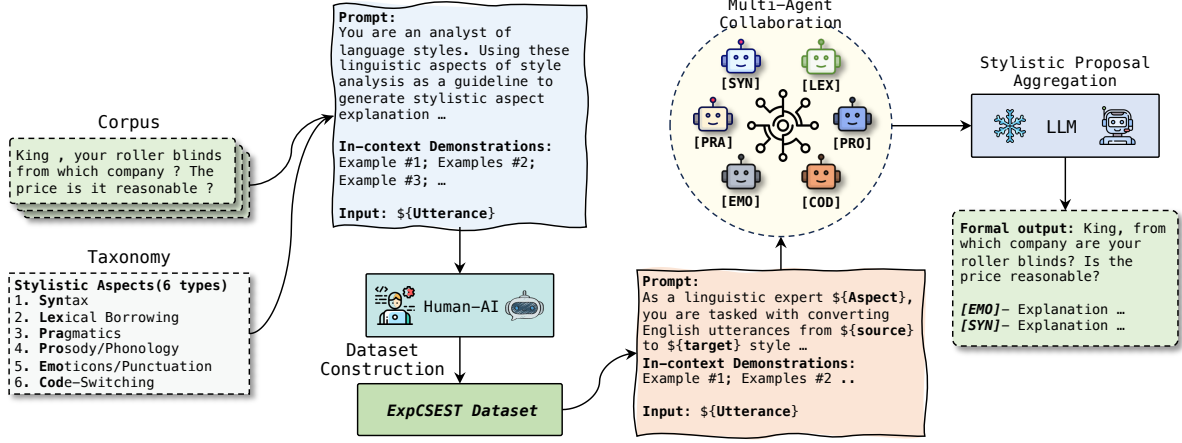 Corpus
King , your roller blinds
from which company ? The
price is it reasonable ?
Taxonomy
Stylistic Aspects(6 types)
1. Syntax
2. Lexical Borrowing
3. Pragmatics
4. Prosody/Phonology
5. Emoticons/Punctuation
6. Code-Switching
Prompt:
You are an analyst of
language styles. Using these
linguistic aspects of style
analysis as a guideline to
generate stylistic aspect
explanation …
In-context Demonstrations:
Example #1; Examples #2;
Example #3; …
Input: ${Utterance}
Human-AI
Dataset
Construction
ExpCSEST Dataset
Prompt:
As a linguistic expert ${Aspect},
you are tasked with converting
English utterances from ${source}
to ${target} style …
In-context Demonstrations:
Example #1; Examples #2 ..
Input: ${Utterance}
Multi-Agent
Collaboration
[SYN]
[LEX]
[PRA]
[PRO]
[EMO]
[COD]
Stylistic Proposal
Aggregation
LLM
Formal output: King, from
which company are your
roller blinds? Is the
price reasonable?
[EMO]– Explanation …
[SYN]– Explanation …